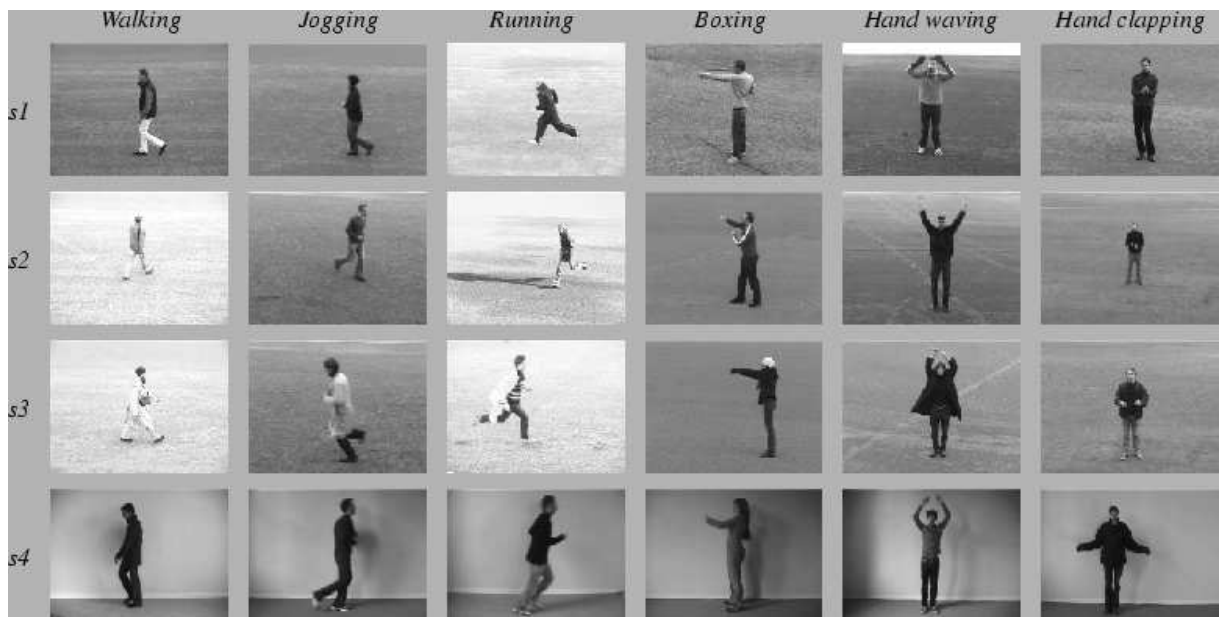 Walking Jogging Running Boxing Hand waving Hand clapping
s1
s2
s3
s4